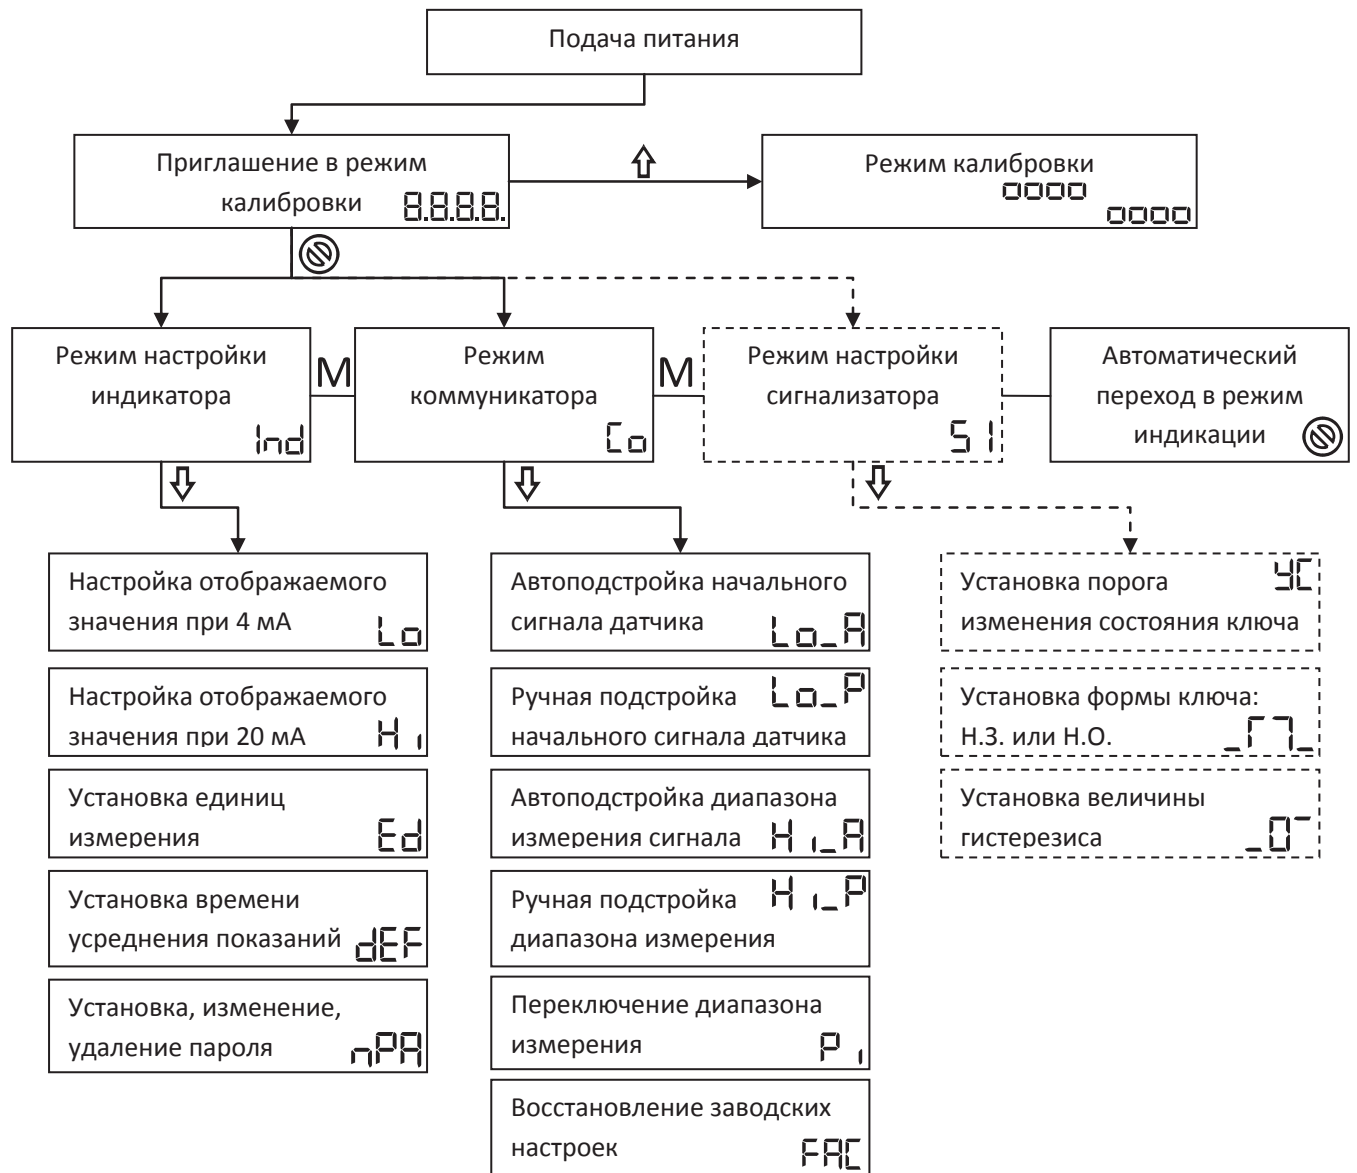 Подача питания
Приглашение в режим
калибровки 8.8.8.8.
Режим калибровки
oooo
oooo
Режим настройки
индикатора
Ind
M
Режим
коммуникатора
Co
M
Режим настройки
сигнализатора
SI
Автоматический
переход в режим
индикации
Настройка отображаемого
значения при 4 мА Lo
Настройка отображаемого
значения при 20 мА Hi
Установка единиц
измерения Ed
Установка времени
усреднения показаний dEF
Установка, изменение,
удаление пароля nPA
Автоподстройка начального
сигнала датчика Lo_A
Ручная подстройка Lo_P
начального сигнала датчика
Автоподстройка диапазона
измерения сигнала Hi_A
Ручная подстройка Hi_P
диапазона измерения
Переключение диапазона
измерения Pi
Восстановление заводских
настроек FAC
Установка порога УС
изменения состояния ключа
Установка формы ключа:
Н.З. или Н.О.
Установка величины
гистерезиса